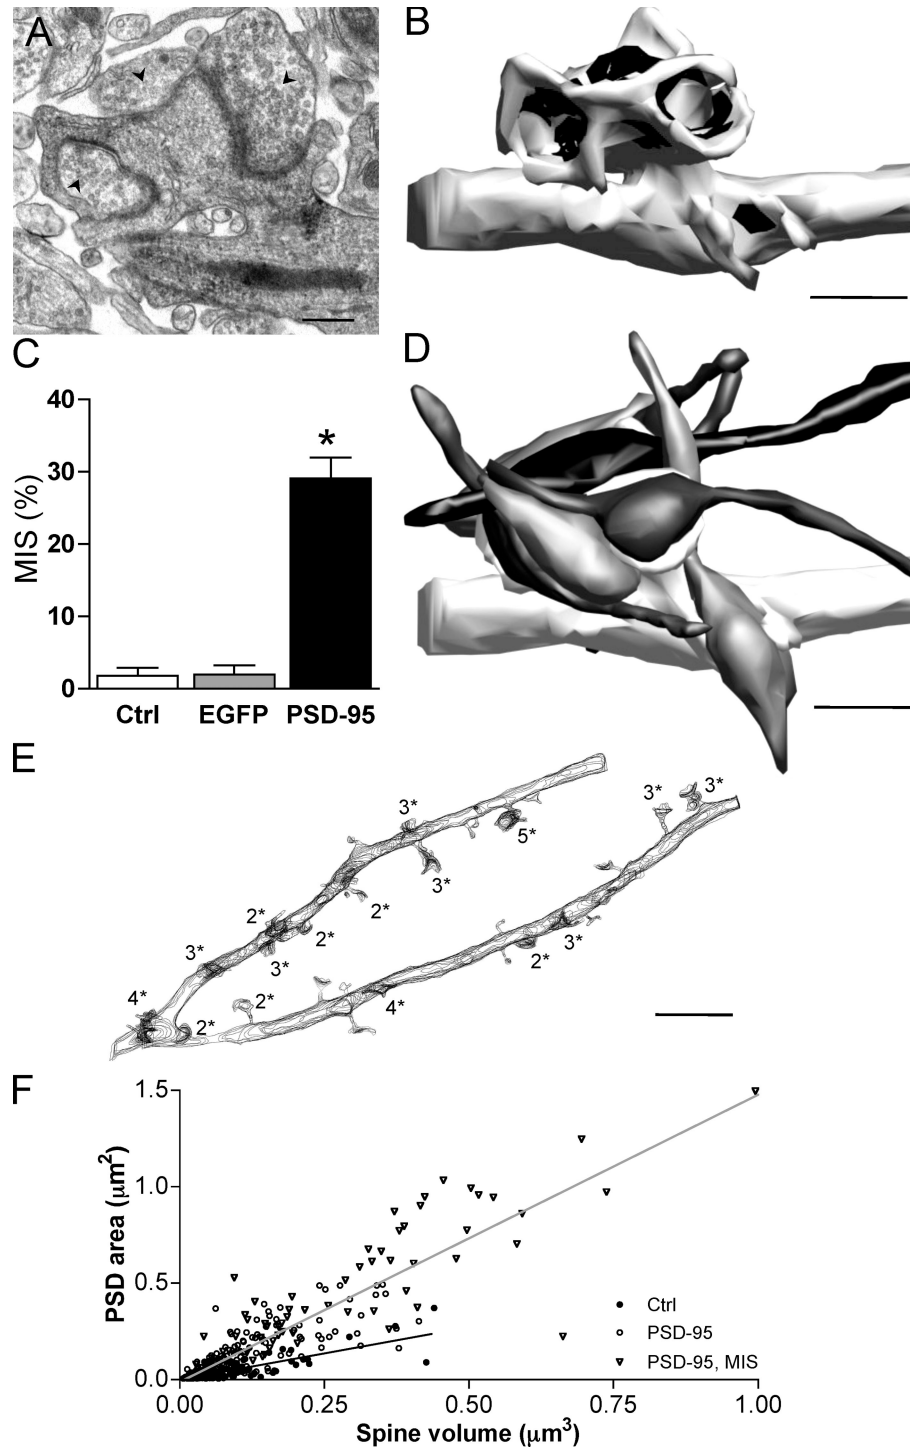 A
B
C
40
30
20
10
0
MIS (%)
*
Ctrl EGFP PSD-95
D
E
3*
5*
3*
3*
3*
2*
2*
2*
3*
3*
4*
2*
2*
4*
2*
3*
F
1.5
1.0
0.5
0.0
PSD area (μm²)
0.00 0.25 0.50 0.75 1.00
Spine volume (μm³)
Ctrl
PSD-95
PSD-95, MIS